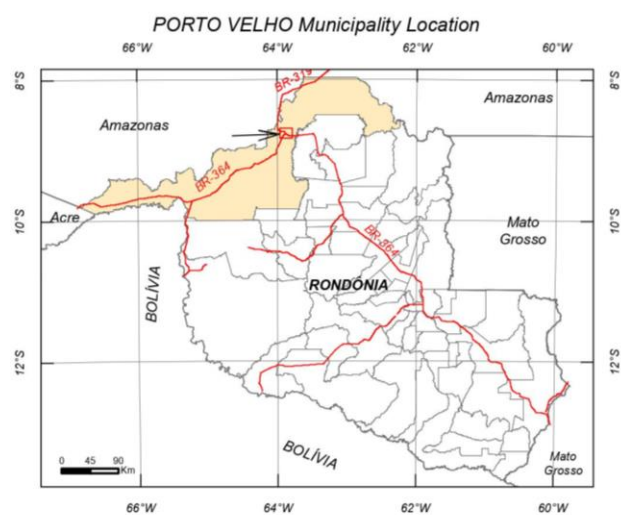 PORTO VELHO Municipality Location
66°W 64°W 62°W 60°W
8°S 8°S
BR-319
Amazonas
Amazonas
BR-364
Acre
10°S 10°S
Mato
Grosso
BR-364
BOLÍVIA
RONDÔNIA
12°S 12°S
BOLÍVIA
0 45 90
Km
Mato
Grosso
66°W 64°W 62°W 60°W